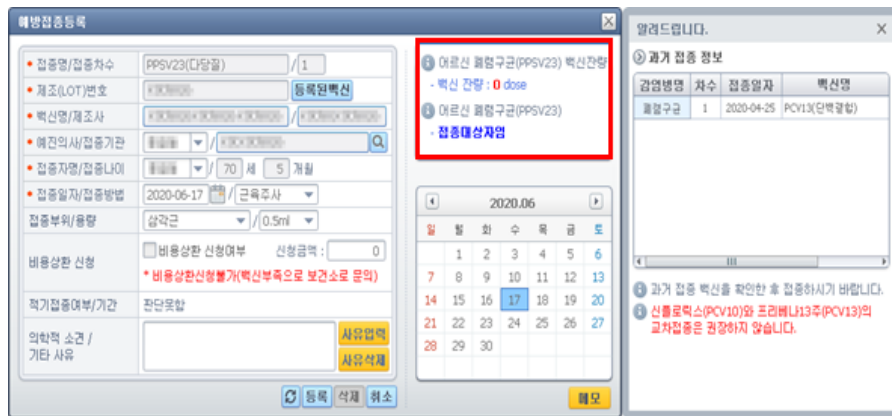 예방접종등록
• 접종명/접종차수 PPSV23(다당질) / 1
• 제조(LOT)번호 등록된백신
• 백신명/제조사 /
• 예진의사/접종기관 /
• 접종자명/접종나이 / 70 세 5 개월
• 접종일자/접종방법 2020-06-17 / 근육주사
접종부위/용량 삼각근 / 0.5ml
비용상환 신청 비용상환 신청여부 신청금액 : 0
* 비용상환신청불가(백신부족으로 보건소로 문의)
적기접종여부/기간 판단못함
의학적 소견 /
기타 사유
사유입력
사유삭제
등록 삭제 취소
어르신 폐렴구균(PPSV23) 백신잔량
- 백신 잔량 : 0 dose
어르신 폐렴구균(PPSV23)
- 접종대상자임
2020.06
일 월 화 수 목 금 토
1 2 3 4 5 6
7 8 9 10 11 12 13
14 15 16 17 18 19 20
21 22 23 24 25 26 27
28 29 30
메모
알려드립니다.
과거 접종 정보
감염병명 차수 접종일자 백신명
폐렴구균 1 2020-04-25 PCV13(단백결합)
과거 접종 백신을 확인한 후 접종하시기 바랍니다.
신플로릭스(PCV10)와 프리베나13주(PCV13)의
교차접종은 권장하지 않습니다.